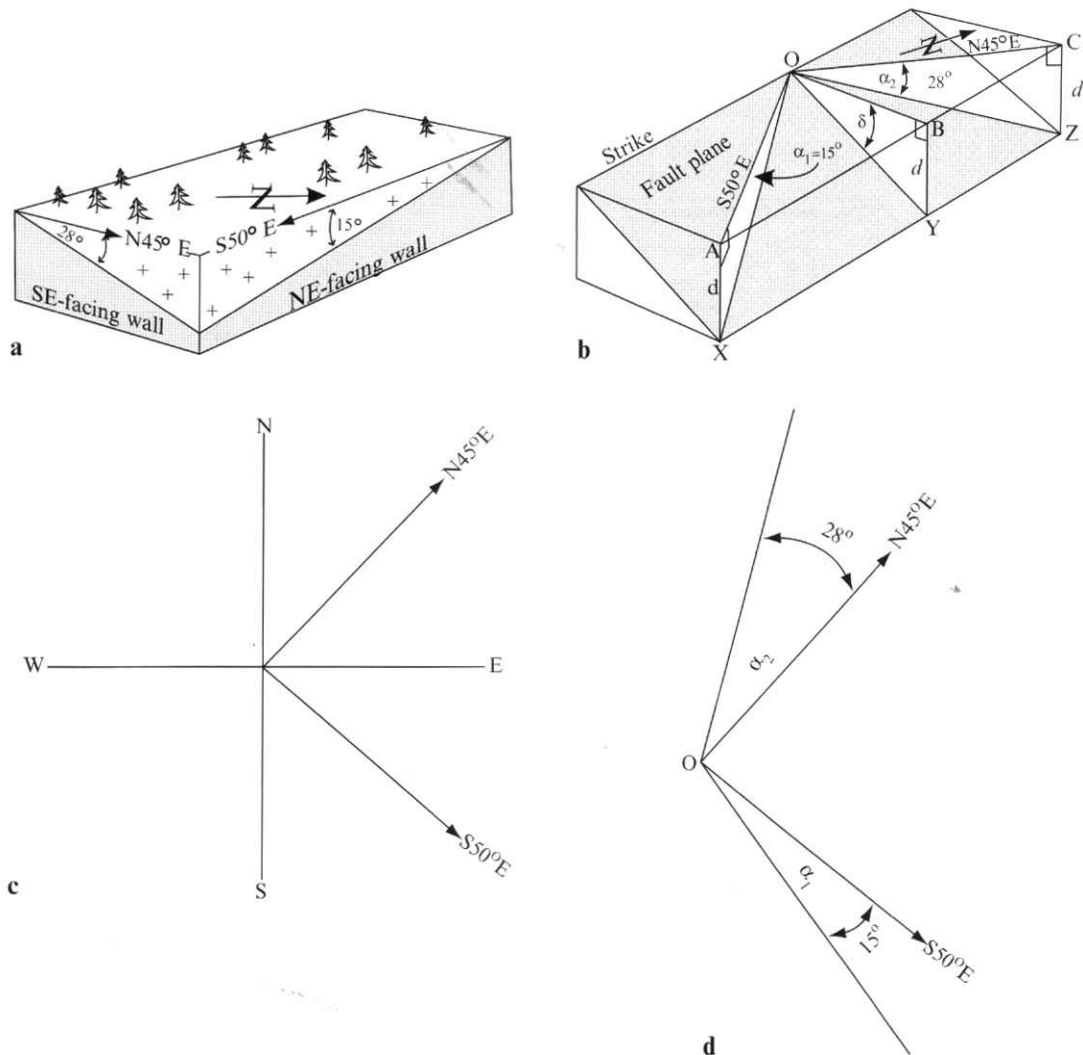 N
N45° E
S50° E
28°
15°
SE-facing wall
NE-facing wall
a
O
N
N45° E
C
α2
28°
d
Strike
Fault plane
S50° E
α1=15°
δ
B
Z
d
A
Y
d
X
b
N
N45°E
W
E
S50°E
S
c
28°
N45°E
α2
O
α1
15°
S50°E
d